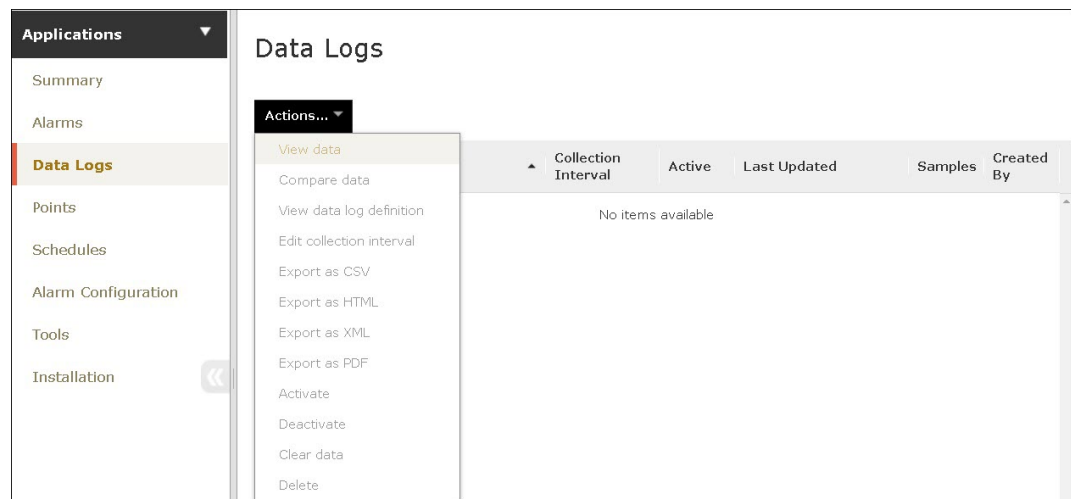 Applications
Summary
Alarms
Data Logs
Points
Schedules
Alarm Configuration
Tools
Installation
Data Logs
Actions...
View data
Compare data
View data log definition
Edit collection interval
Export as CSV
Export as HTML
Export as XML
Export as PDF
Activate
Deactivate
Clear data
Delete
Collection
Interval
Active
Last Updated
Samples
Created
By
No items available